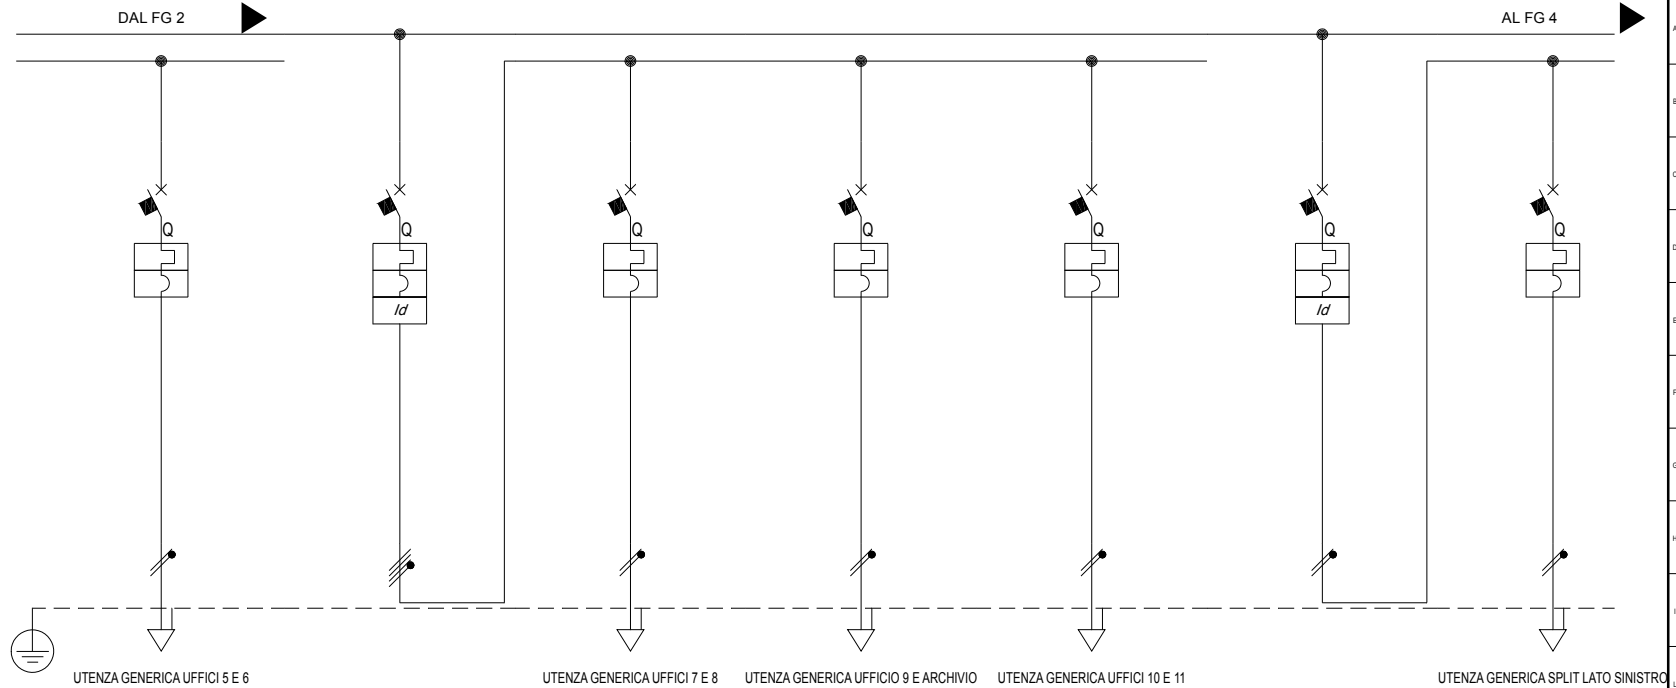 DAL FG 2
AL FG 4
A
B
C
Q
Q
Q
Q
Q
Q
Q
D
Id
Id
E
F
G
H
I
UTENZA GENERICA UFFICI 5 E 6
UTENZA GENERICA UFFICI 7 E 8
UTENZA GENERICA UFFICIO 9 E ARCHIVIO
UTENZA GENERICA UFFICI 10 E 11
UTENZA GENERICA SPLIT LATO SINISTRO
L